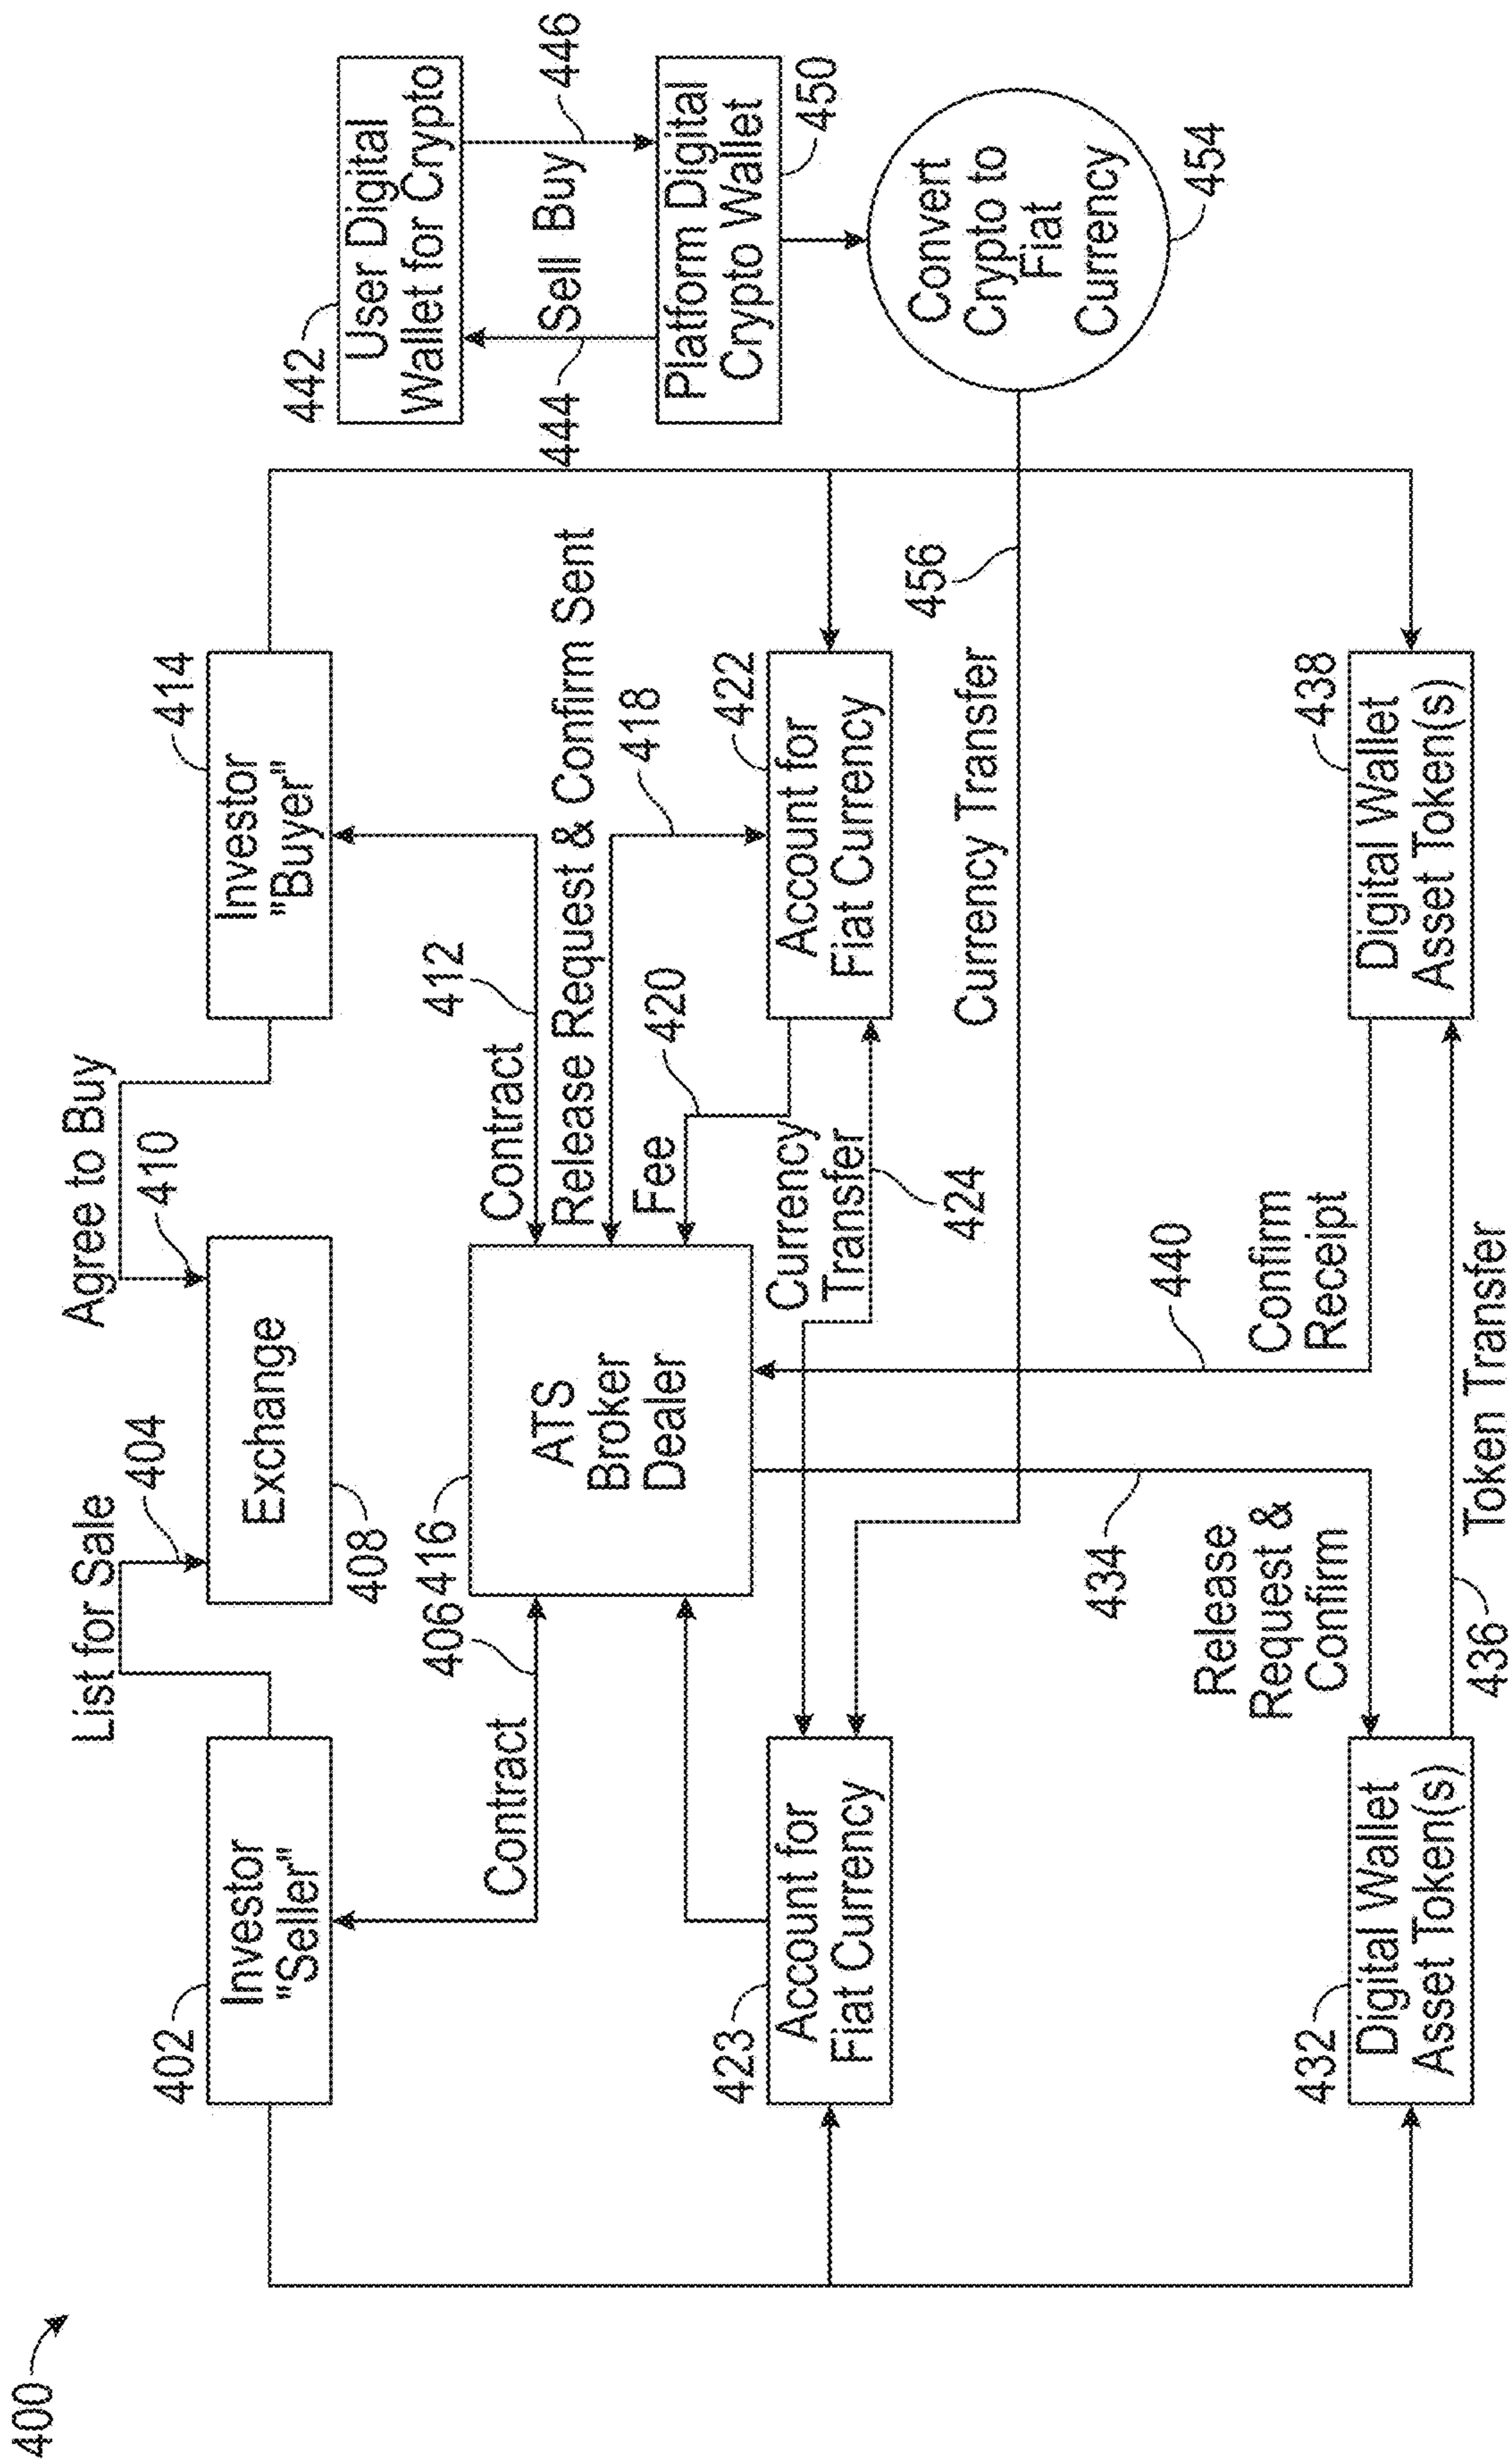 400
List for Sale
404
Agree to Buy
410
402
Investor
"Seller"
Exchange
408
Investor
"Buyer"
414
442
User Digital
Wallet for Crypto
444
Sell
Buy
446
Platform Digital
Crypto Wallet
450
Convert
Crypto to
Fiat
Currency
454
Contract
406
416
ATS
Broker
Dealer
Contract
412
Release Request & Confirm Sent
418
Fee
420
423
Account for
Fiat Currency
Currency
Transfer
424
Account for
Fiat Currency
422
Currency Transfer
456
434
Release
Request &
Confirm
440
Confirm
Receipt
432
Digital Wallet
Asset Token(s)
436
Token Transfer
Digital Wallet
Asset Token(s)
438